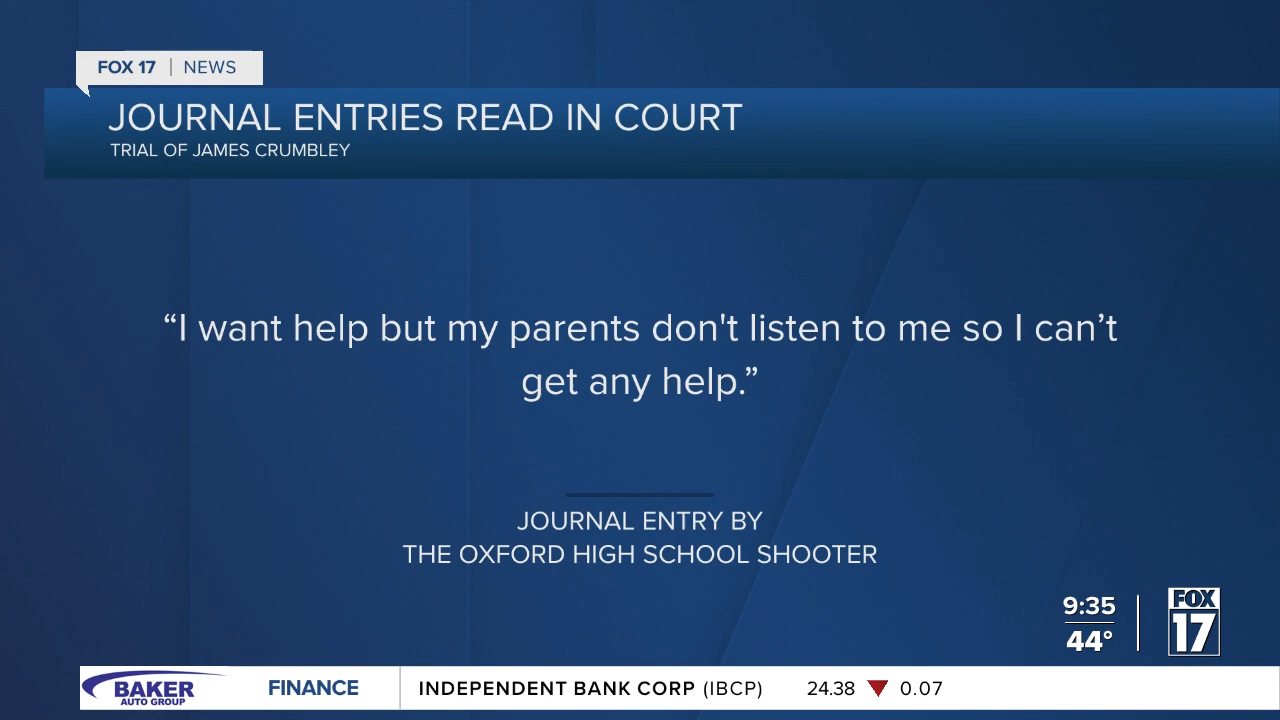 FOX 17 | NEWS
JOURNAL ENTRIES READ IN COURT
TRIAL OF JAMES CRUMBLEY
“I want help but my parents don't listen to me so I can’t
get any help.”
JOURNAL ENTRY BY
THE OXFORD HIGH SCHOOL SHOOTER
9:35
44°
FOX
17
BAKER
AUTO GROUP
FINANCE
INDEPENDENT BANK CORP (IBCP) 24.38 ▼ 0.07